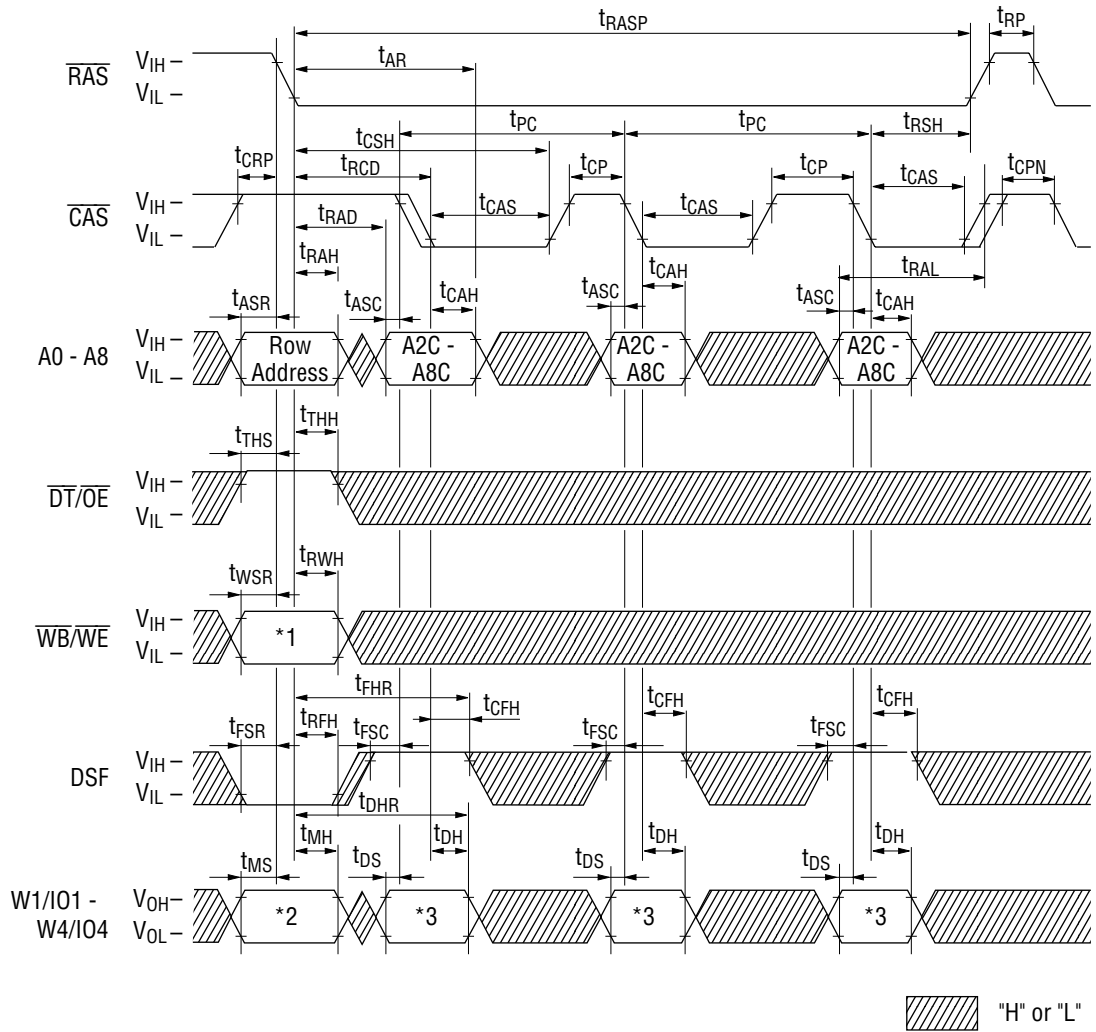 tRASP
tRP
tAR
RAS
VIH –
VIL –
tPC
tPC
tRSH
tCSH
tCRP
tRCD
tCP
tCP
tCAS
tCPN
CAS
VIH –
VIL –
tRAD
tCAS
tCAS
tRAH
tRAL
tASR
tASC
tCAH
tASC
tCAH
tASC
tCAH
A0 - A8
VIH –
VIL –
Row
Address
A2C -
A8C
A2C -
A8C
A2C -
A8C
tTHS
tTHH
DT/OE
VIH –
VIL –
tWSR
tRWH
WB/WE
VIH –
VIL –
*1
tFHR
tCFH
tCFH
tCFH
tFSR
tRFH
tFSC
tFSC
tFSC
DSF
VIH –
VIL –
tDHR
tMS
tMH
tDS
tDH
tDS
tDH
tDS
tDH
W1/IO1 -
W4/IO4
VOH–
VOL–
*2
*3
*3
*3
"H" or "L"